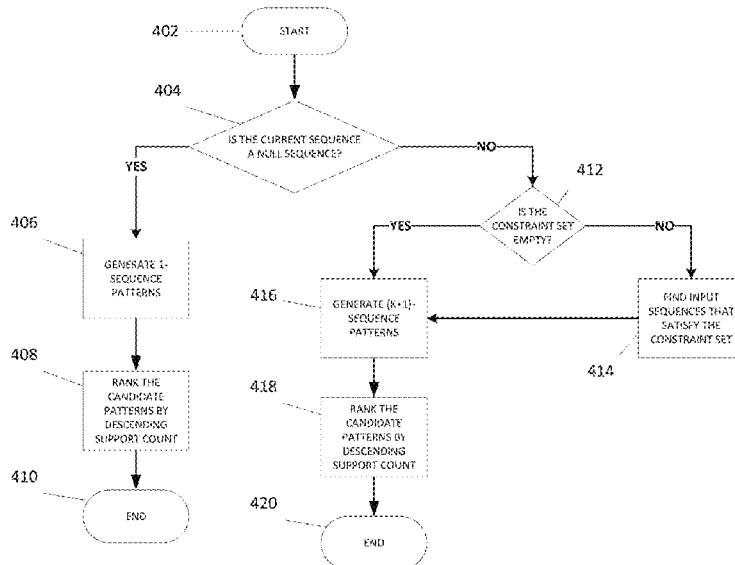 402
START
404
IS THE CURRENT SEQUENCE
A NULL SEQUENCE?
YES
NO
412
IS THE
CONSTRAINT SET
EMPTY?
YES
NO
406
GENERATE 1-
SEQUENCE
PATTERNS
416
GENERATE (K+1)-
SEQUENCE
PATTERNS
FIND INPUT
SEQUENCES THAT
SATISFY THE
CONSTRAINT SET
414
408
RANK THE
CANDIDATE
PATTERNS BY
DESCENDING
SUPPORT COUNT
418
RANK THE
CANDIDATE
PATTERNS BY
DESCENDING
SUPPORT COUNT
410
END
420
END